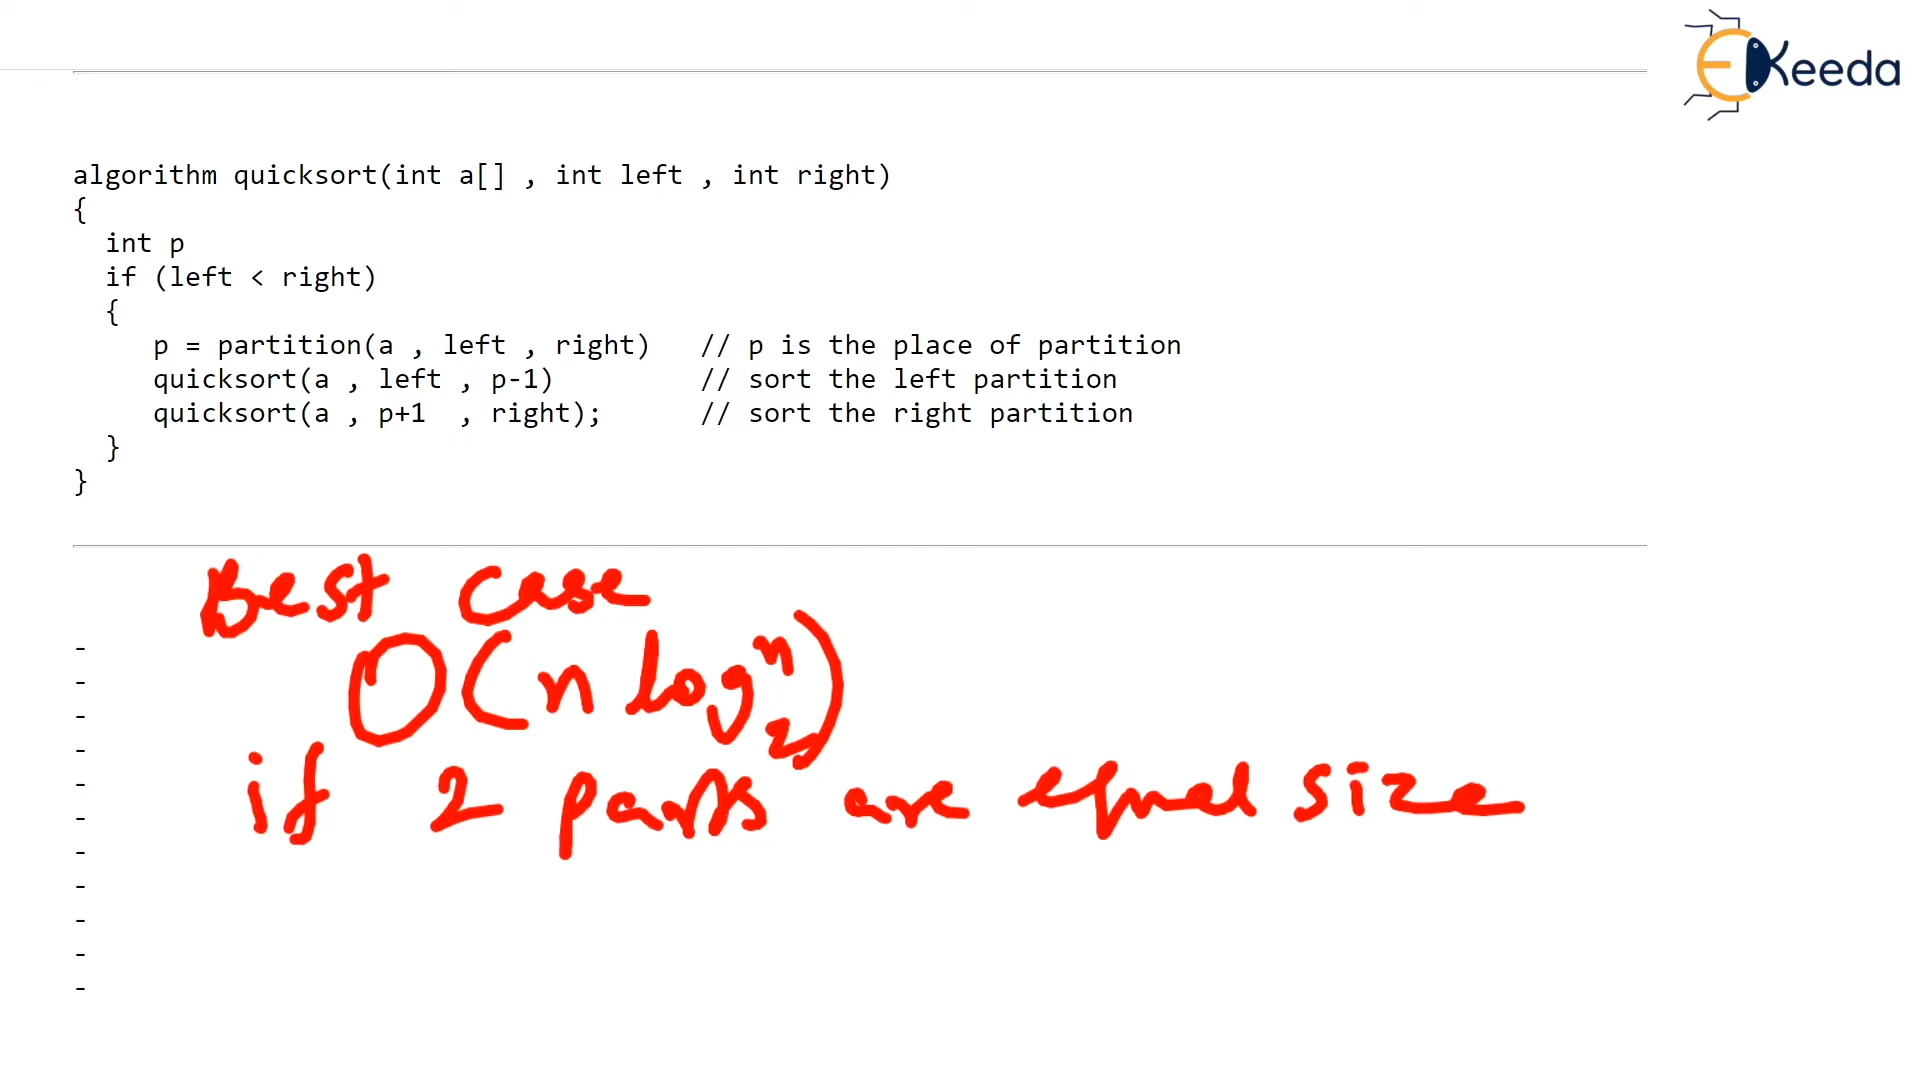 EKeeda
algorithm quicksort(int a[] , int left , int right)
{
int p
if (left < right)
{
p = partition(a , left , right) // p is the place of partition
quicksort(a , left , p-1) // sort the left partition
quicksort(a , p+1 , right); // sort the right partition
}
}
Best case
-
O(n log₂ⁿ)
-
-
-
if 2 parts are equal size
-
-
-
-
-
-
-